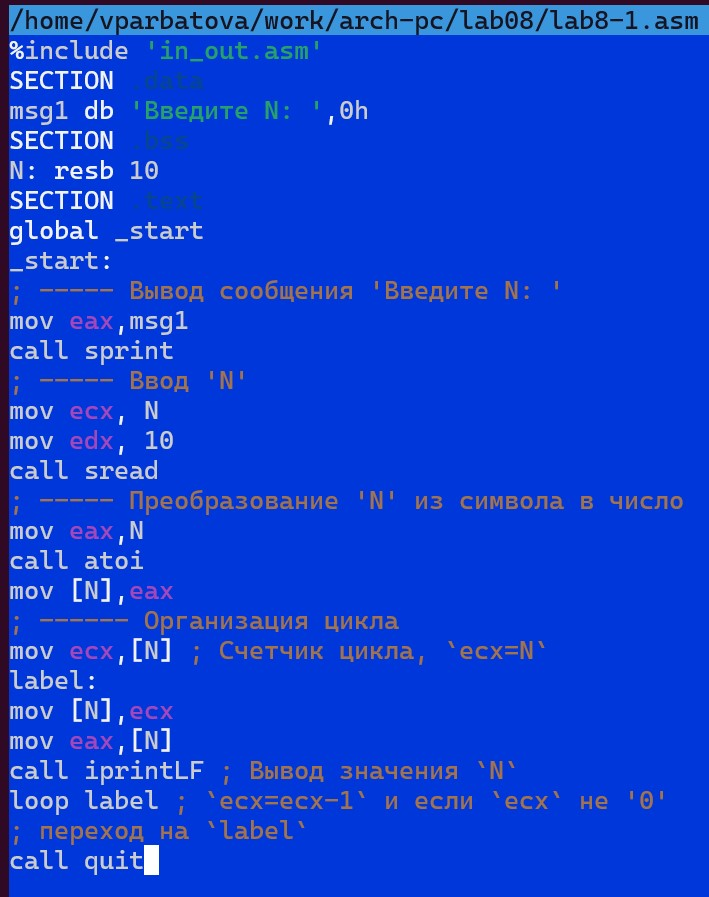 /home/vparbatova/work/arch-pc/lab08/lab8-1.asm
%include 'in_out.asm'
SECTION .data
msg1 db 'Введите N: ',0h
SECTION .bss
N: resb 10
SECTION .text
global _start
_start:
; ----- Вывод сообщения 'Введите N: '
mov eax,msg1
call sprint
; ----- Ввод 'N'
mov ecx, N
mov edx, 10
call sread
; ----- Преобразование 'N' из символа в число
mov eax,N
call atoi
mov [N],eax
; ------ Организация цикла
mov ecx,[N] ; Счетчик цикла, `ecx=N`
label:
mov [N],ecx
mov eax,[N]
call iprintLF ; Вывод значения `N`
loop label ; `ecx=ecx-1` и если `ecx` не '0'
; переход на `label`
call quit